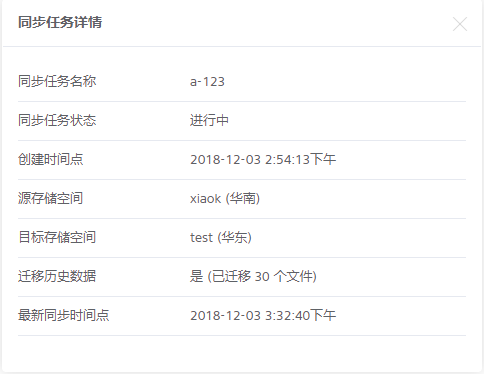 同步任务详情
同步任务名称 a-123
同步任务状态 进行中
创建时间点 2018-12-03 2:54:13下午
源存储空间 xiaok (华南)
目标存储空间 test (华东)
迁移历史数据 是 (已迁移 30 个文件)
最新同步时间点 2018-12-03 3:32:40下午